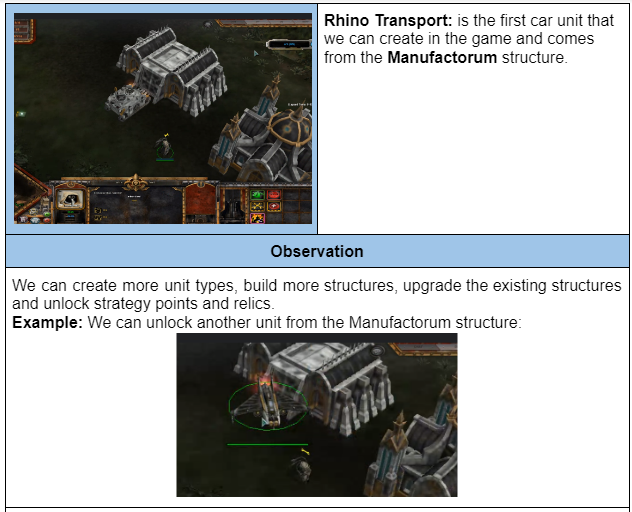 Rhino Transport: is the first car unit that
we can create in the game and comes
from the Manufactorum structure.
Observation
We can create more unit types, build more structures, upgrade the existing structures
and unlock strategy points and relics.
Example: We can unlock another unit from the Manufactorum structure: